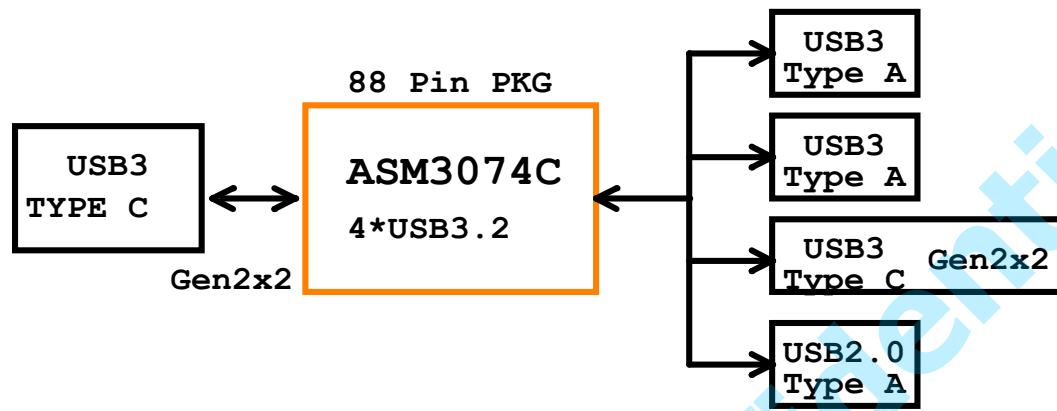 88 Pin PKG
USB3
TYPE C
Gen2x2
ASM3074C
4*USB3.2
USB3
Type A
USB3
Type A
USB3
Type C
Gen2x2
USB2.0
Type A